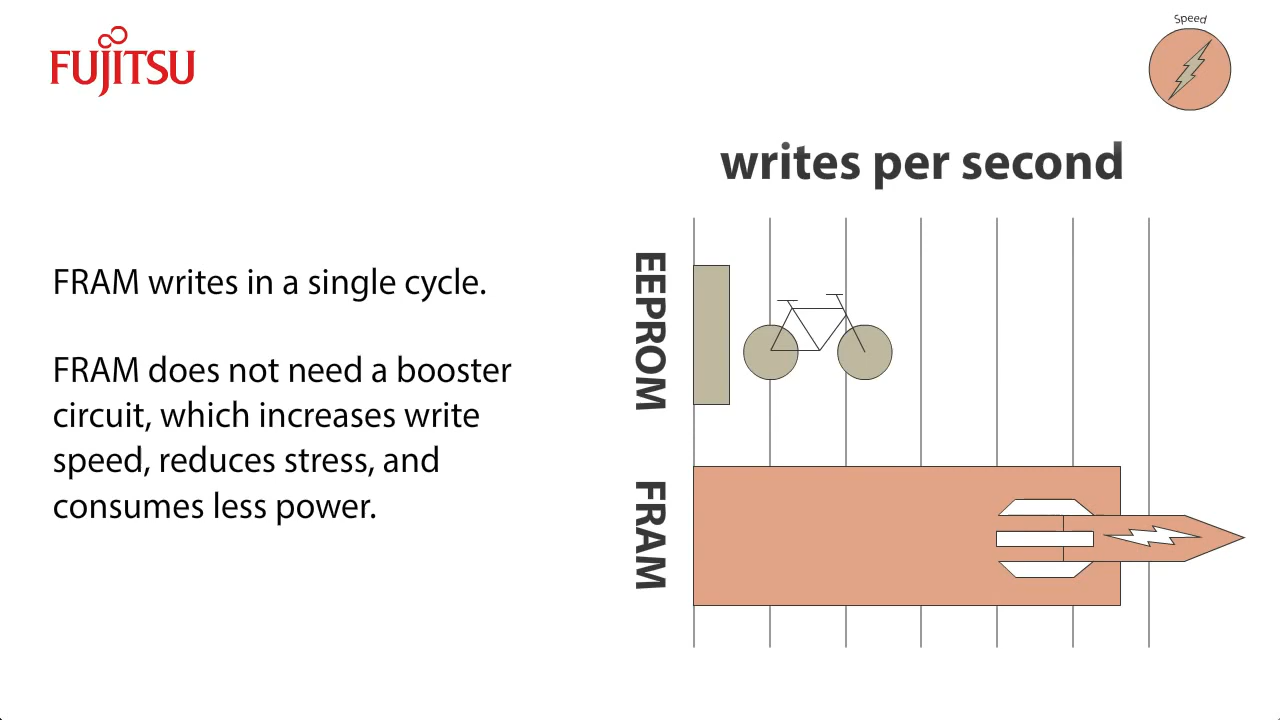 FUJITSU
Speed
writes per second
FRAM writes in a single cycle.
FRAM does not need a booster
circuit, which increases write
speed, reduces stress, and
consumes less power.
EEPROM
FRAM